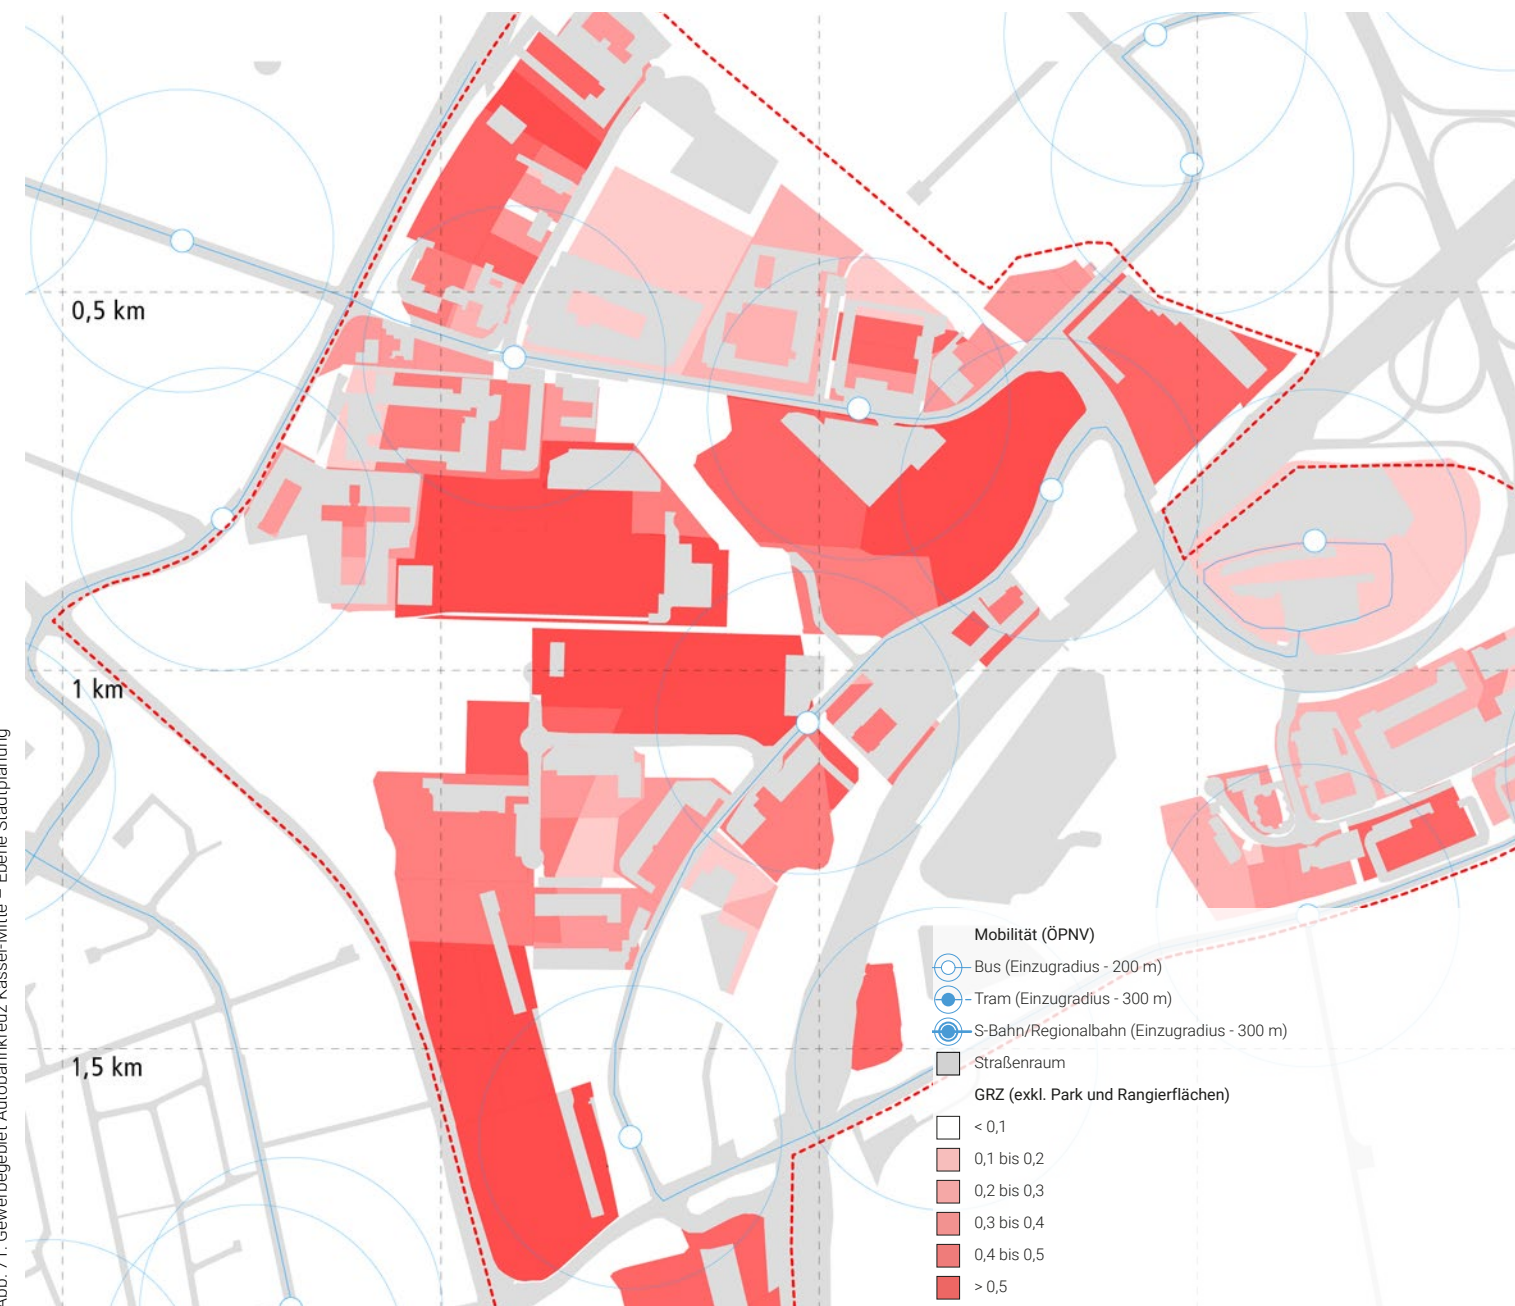 0,5 km
1 km
1,5 km
Abb. 71: Gewerbegebiet Autobahnkreuz Kassel-Mitte – Ebene Stadtplanung
Mobilität (ÖPNV)
Bus (Einzugradius - 200 m)
Tram (Einzugradius - 300 m)
S-Bahn/Regionalbahn (Einzugradius - 300 m)
Straßenraum
GRZ (exkl. Park und Rangierflächen)
< 0,1
0,1 bis 0,2
0,2 bis 0,3
0,3 bis 0,4
0,4 bis 0,5
> 0,5